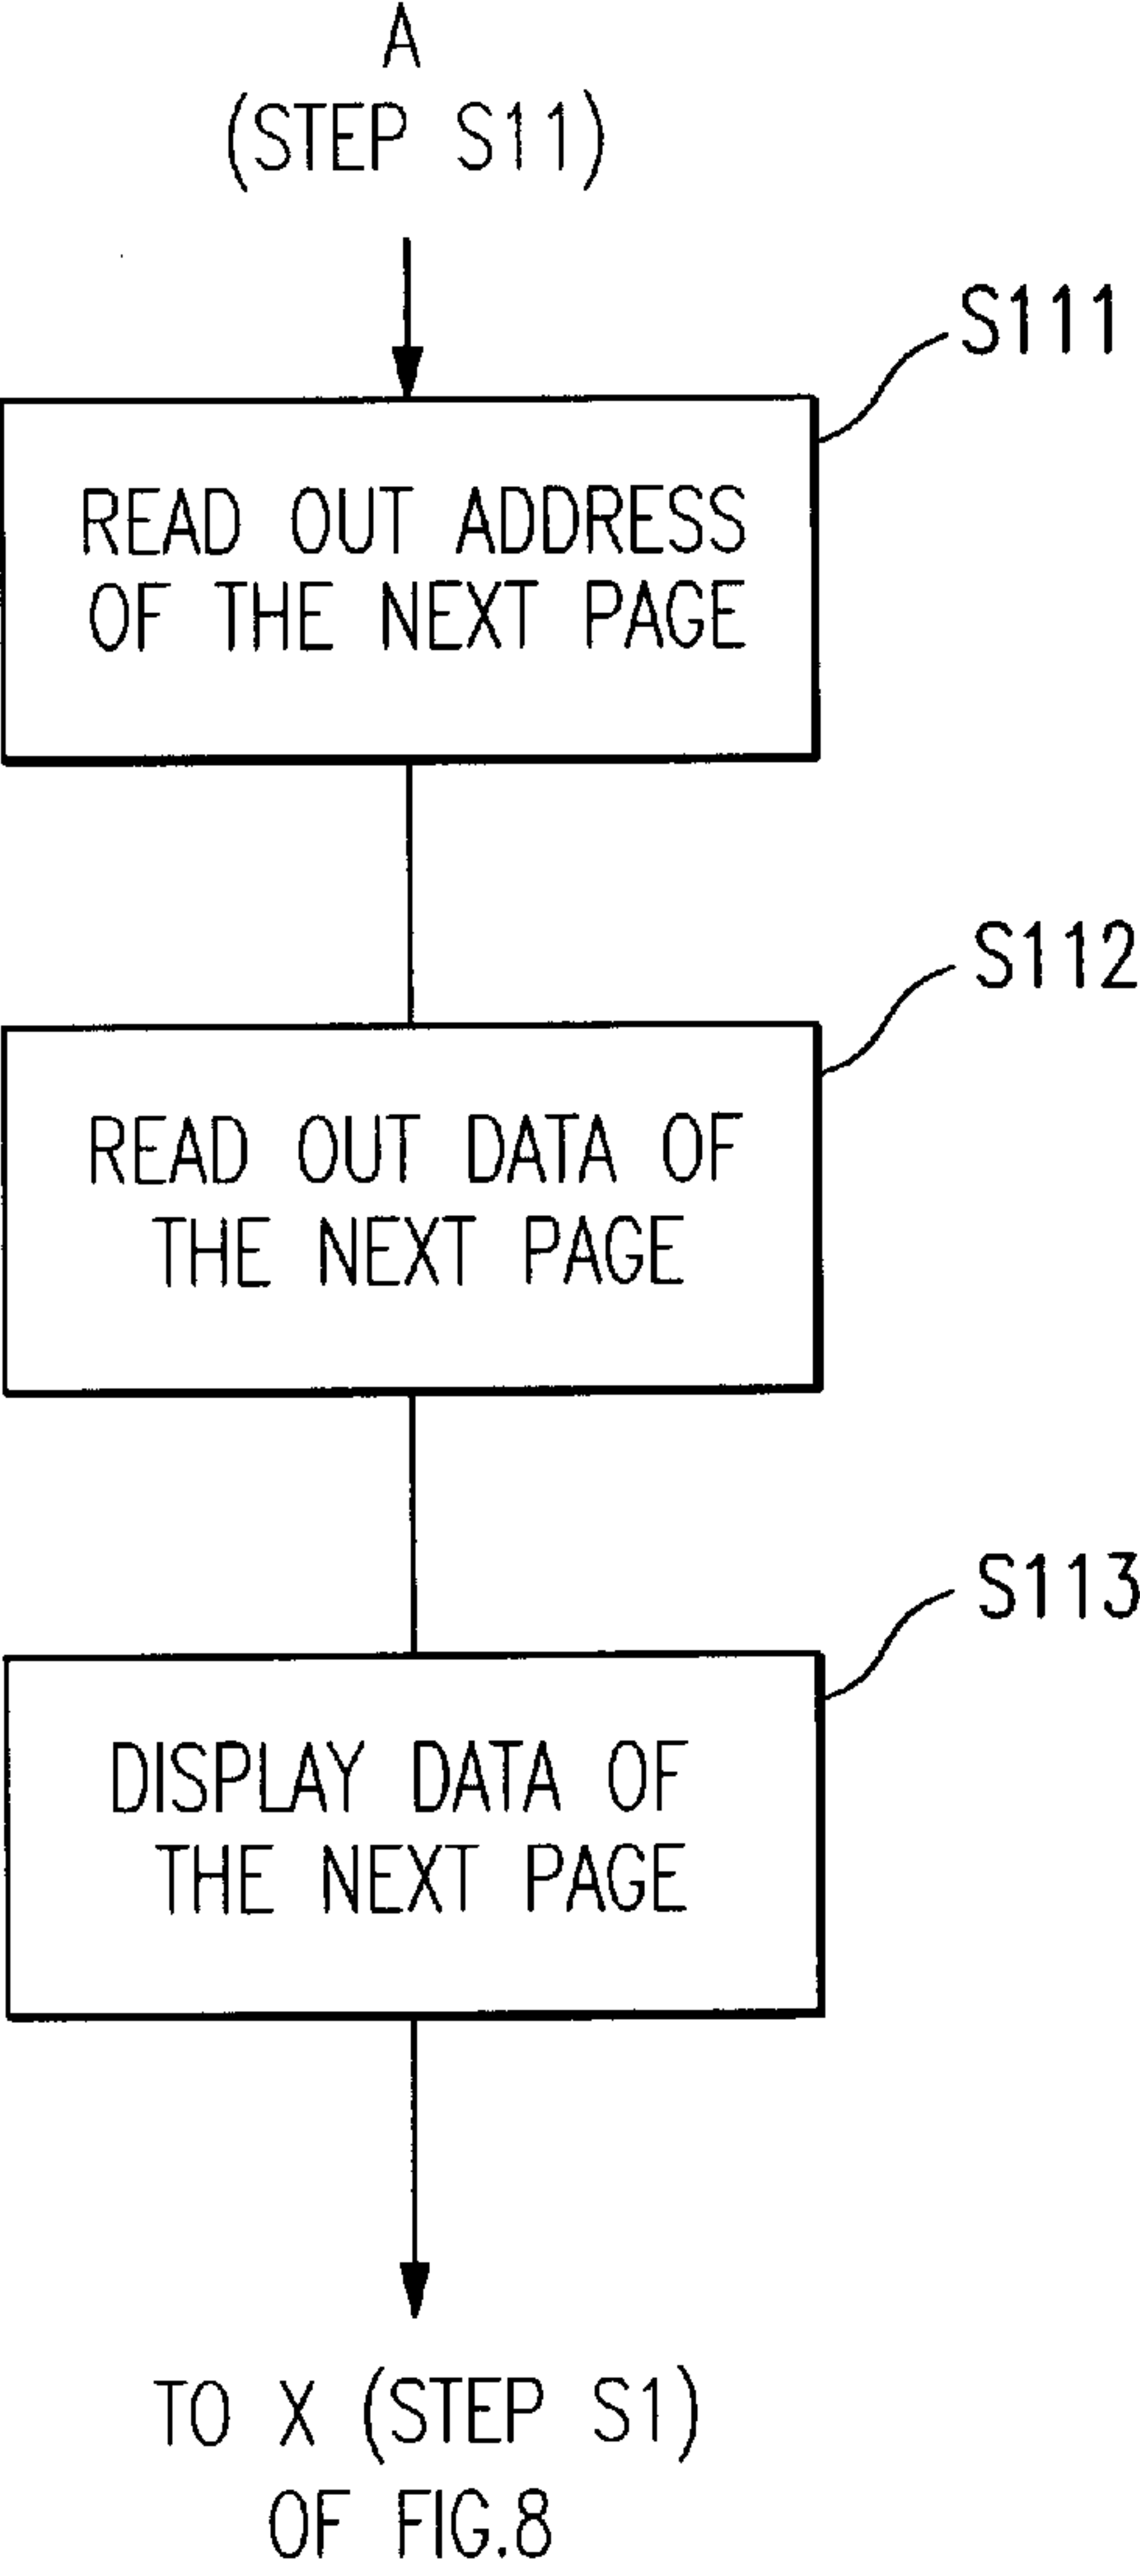 A
(STEP S11)
S111
READ OUT ADDRESS
OF THE NEXT PAGE
S112
READ OUT DATA OF
THE NEXT PAGE
S113
DISPLAY DATA OF
THE NEXT PAGE
TO X (STEP S1)
OF FIG.8